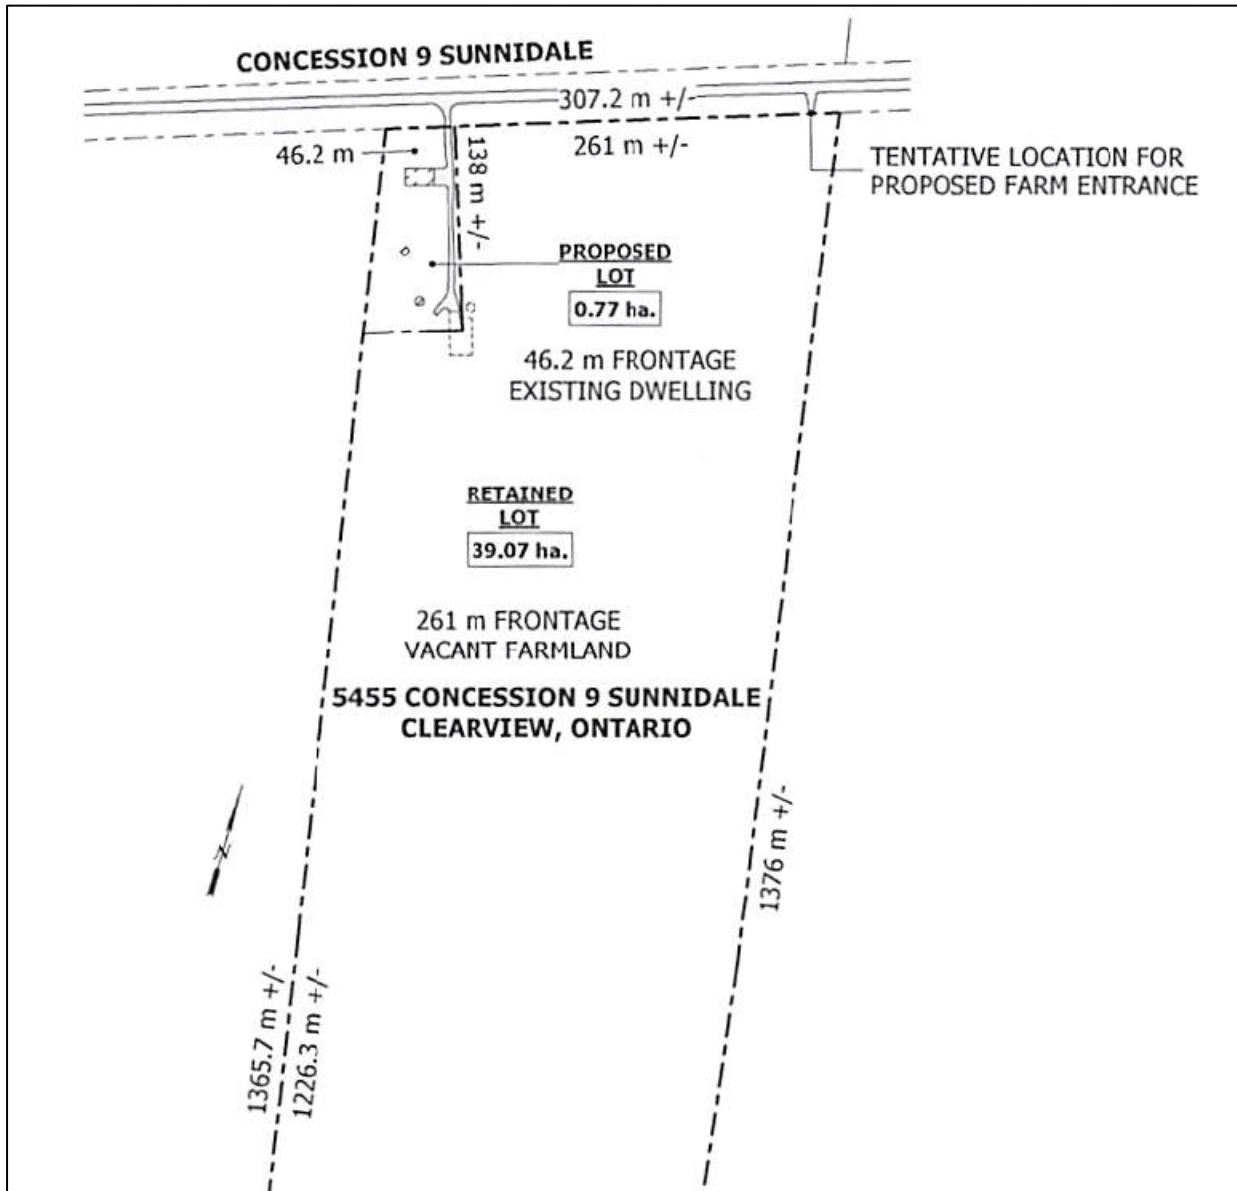 CONCESSION 9 SUNNIDALE
307.2 m +/-
46.2 m
138 m +/-
261 m +/-
TENTATIVE LOCATION FOR
PROPOSED FARM ENTRANCE
PROPOSED
LOT
0.77 ha.
46.2 m FRONTAGE
EXISTING DWELLING
RETAINED
LOT
39.07 ha.
261 m FRONTAGE
VACANT FARMLAND
5455 CONCESSION 9 SUNNIDALE
CLEARVIEW, ONTARIO
N
1376 m +/-
1365.7 m +/-
1226.3 m +/-